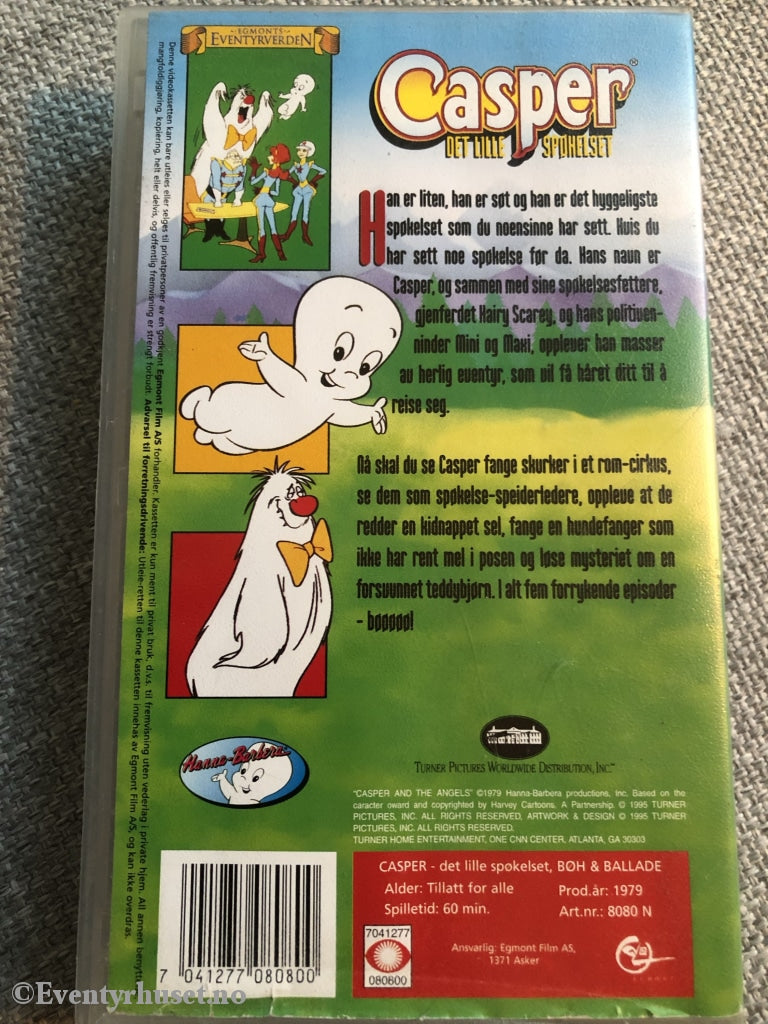 EGMONTS
EVENTYRVERDEN
Casper®
DET LILLE SPØKELSET
Han er liten, han er søt og han er det hyggeligste
spøkelset som du noensinne har sett. Hvis du
har sett noe spøkelse før da. Hans navn er
Casper, og sammen med sine spøkelsesfettere,
gjenferdet Hairy Scarey, og hans politiven-
ninder Mini og Maxi, opplever han masser
av herlig eventyr, som vil få håret ditt til å
reise seg.
Nå skal du se Casper fange skurker i et rom-cirkus,
se dem som spøkelse-speiderledere, oppleve at de
redder en kidnappet sel, fange en hundefanger som
ikke har rent mel i posen og løse mysteriet om en
forsvunnet teddybjørn. I alt fem forrykende episoder
- bøøøøø!
Denne videokassetten kan bare utleies eller selges til privatpersoner av en godkjent Egmont Film A/S forhandler. Kassetten er kun ment til privat bruk, d.v.s. til fremvisning uten vederlag i private hjem. All annen benytte
mangfoldiggjøring, kopiering, helt eller delvis, og offentlig fremvisning er strengt forbudt. Advarsel til forretningsdrivende: Utleie-retten til denne kassetten innehas av Egmont Film A/S, og kan ikke overdras.
Hanna-Barbera
TURNER PICTURES WORLDWIDE DISTRIBUTION, INC.™
"CASPER AND THE ANGELS" ©1979 Hanna-Barbera productions, Inc. Based on the
caracter oward and copyrighted by Harvey Cartoons. A Partnership. © 1995 TURNER
PICTURES, INC. ALL RIGHTS RESERVED, ARTWORK & DESIGN © 1995 TURNER
PICTURES, INC. ALL RIGHTS RESERVED.
TURNER HOME ENTERTAINMENT, ONE CNN CENTER, ATLANTA, GA 30303
CASPER - det lille spøkelset, BØH & BALLADE
Alder: Tillatt for alle Prod.år: 1979
Spilletid: 60 min. Art.nr.: 8080 N
7041277
080800
Ansvarlig: Egmont Film AS,
1371 Asker
EGMONT
7 041277 080800
©Eventyrhuset.no